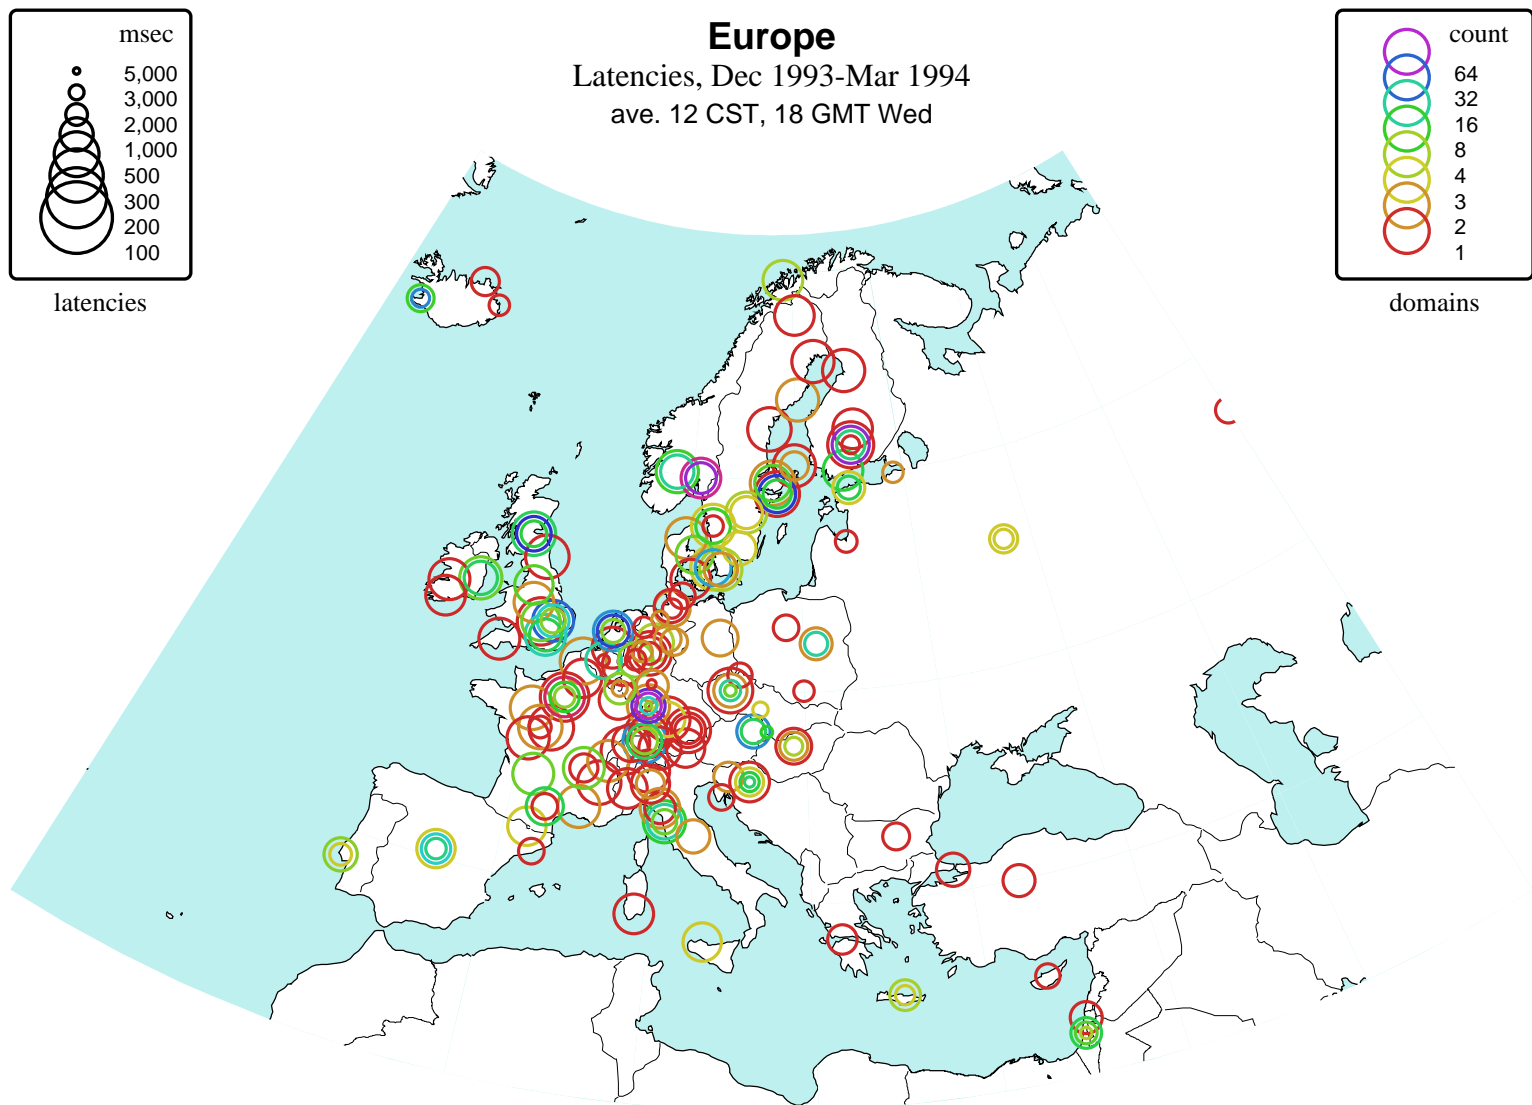 Europe
Latencies, Dec 1993-Mar 1994
ave. 12 CST, 18 GMT Wed
msec
5,000
3,000
2,000
1,000
500
300
200
100
latencies
count
64
32
16
8
4
3
2
1
domains